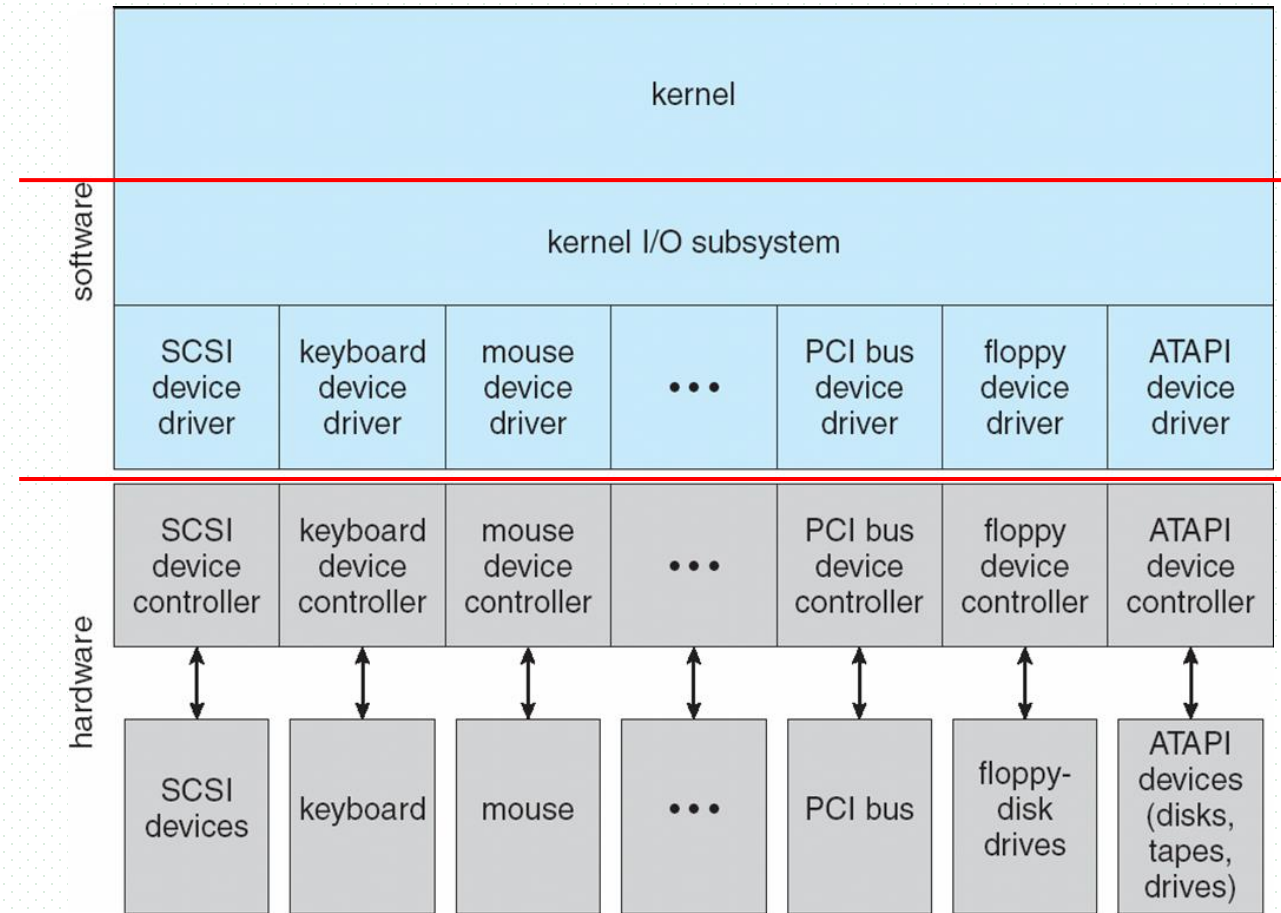 kernel
software
kernel I/O subsystem
SCSI
device
driver
keyboard
device
driver
mouse
device
driver
•••
PCI bus
device
driver
floppy
device
driver
ATAPI
device
driver
hardware
SCSI
device
controller
keyboard
device
controller
mouse
device
controller
•••
PCI bus
device
controller
floppy
device
controller
ATAPI
device
controller
SCSI
devices
keyboard
mouse
•••
PCI bus
floppy-
disk
drives
ATAPI
devices
(disks,
tapes,
drives)